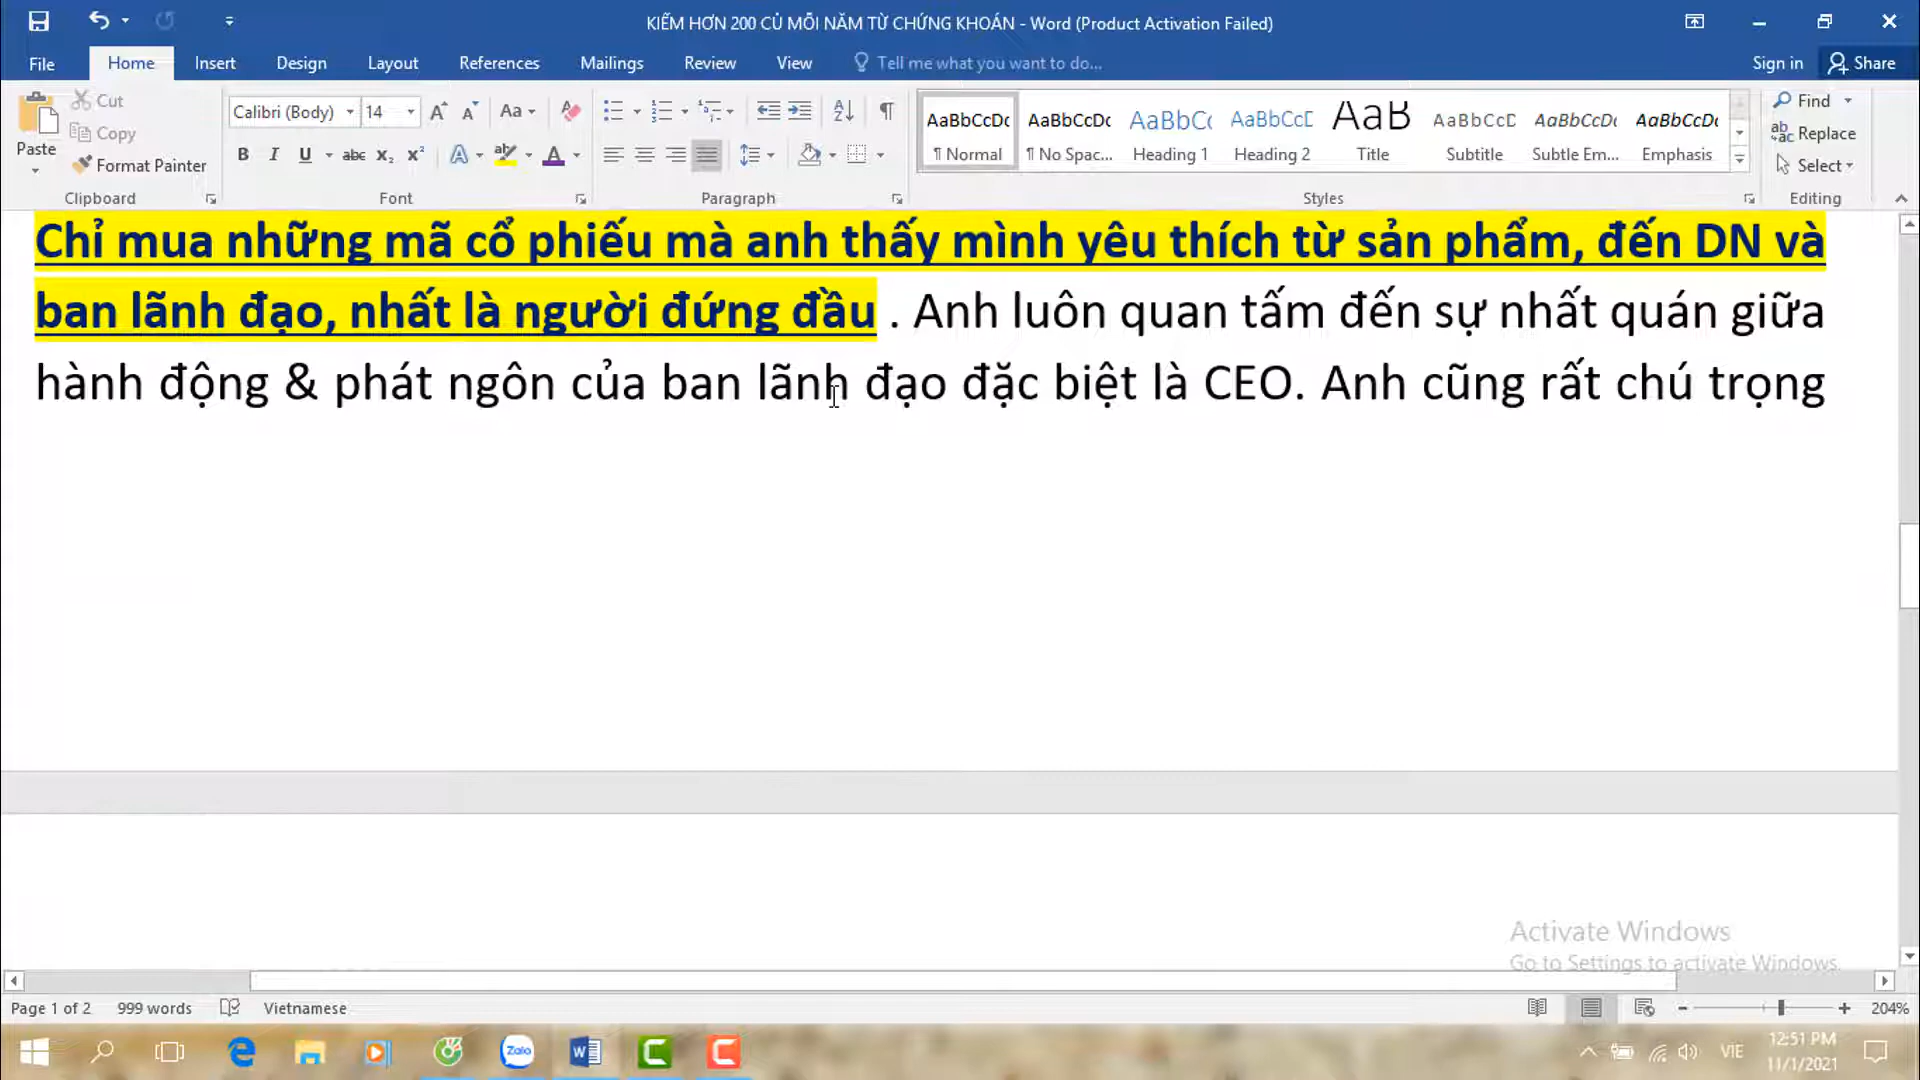 KIẾM HƠN 200 CỦ MỖI NĂM TỪ CHỨNG KHOÁN - Word (Product Activation Failed)
File Home Insert Design Layout References Mailings Review View Tell me what you want to do... Sign in Share
Cut
Copy
Format Painter
Paste
Clipboard
Calibri (Body) 14
Font
Paragraph
AaBbCcDc AaBbCcDc AaBbC AaBbCcC AaB AaBbCcD AaBbCcDc AaBbCcDc
¶ Normal ¶ No Spac... Heading 1 Heading 2 Title Subtitle Subtle Em... Emphasis
Styles
Find
Replace
Select
Editing
Chỉ mua những mã cổ phiếu mà anh thấy mình yêu thích từ sản phẩm, đến DN và
ban lãnh đạo, nhất là người đứng đầu . Anh luôn quan tấm đến sự nhất quán giữa
hành động & phát ngôn của ban lãnh đạo đặc biệt là CEO. Anh cũng rất chú trọng
Activate Windows
Go to Settings to activate Windows.
Page 1 of 2 999 words Vietnamese 204%
Zalo VIE 12:51 PM
11/1/2021